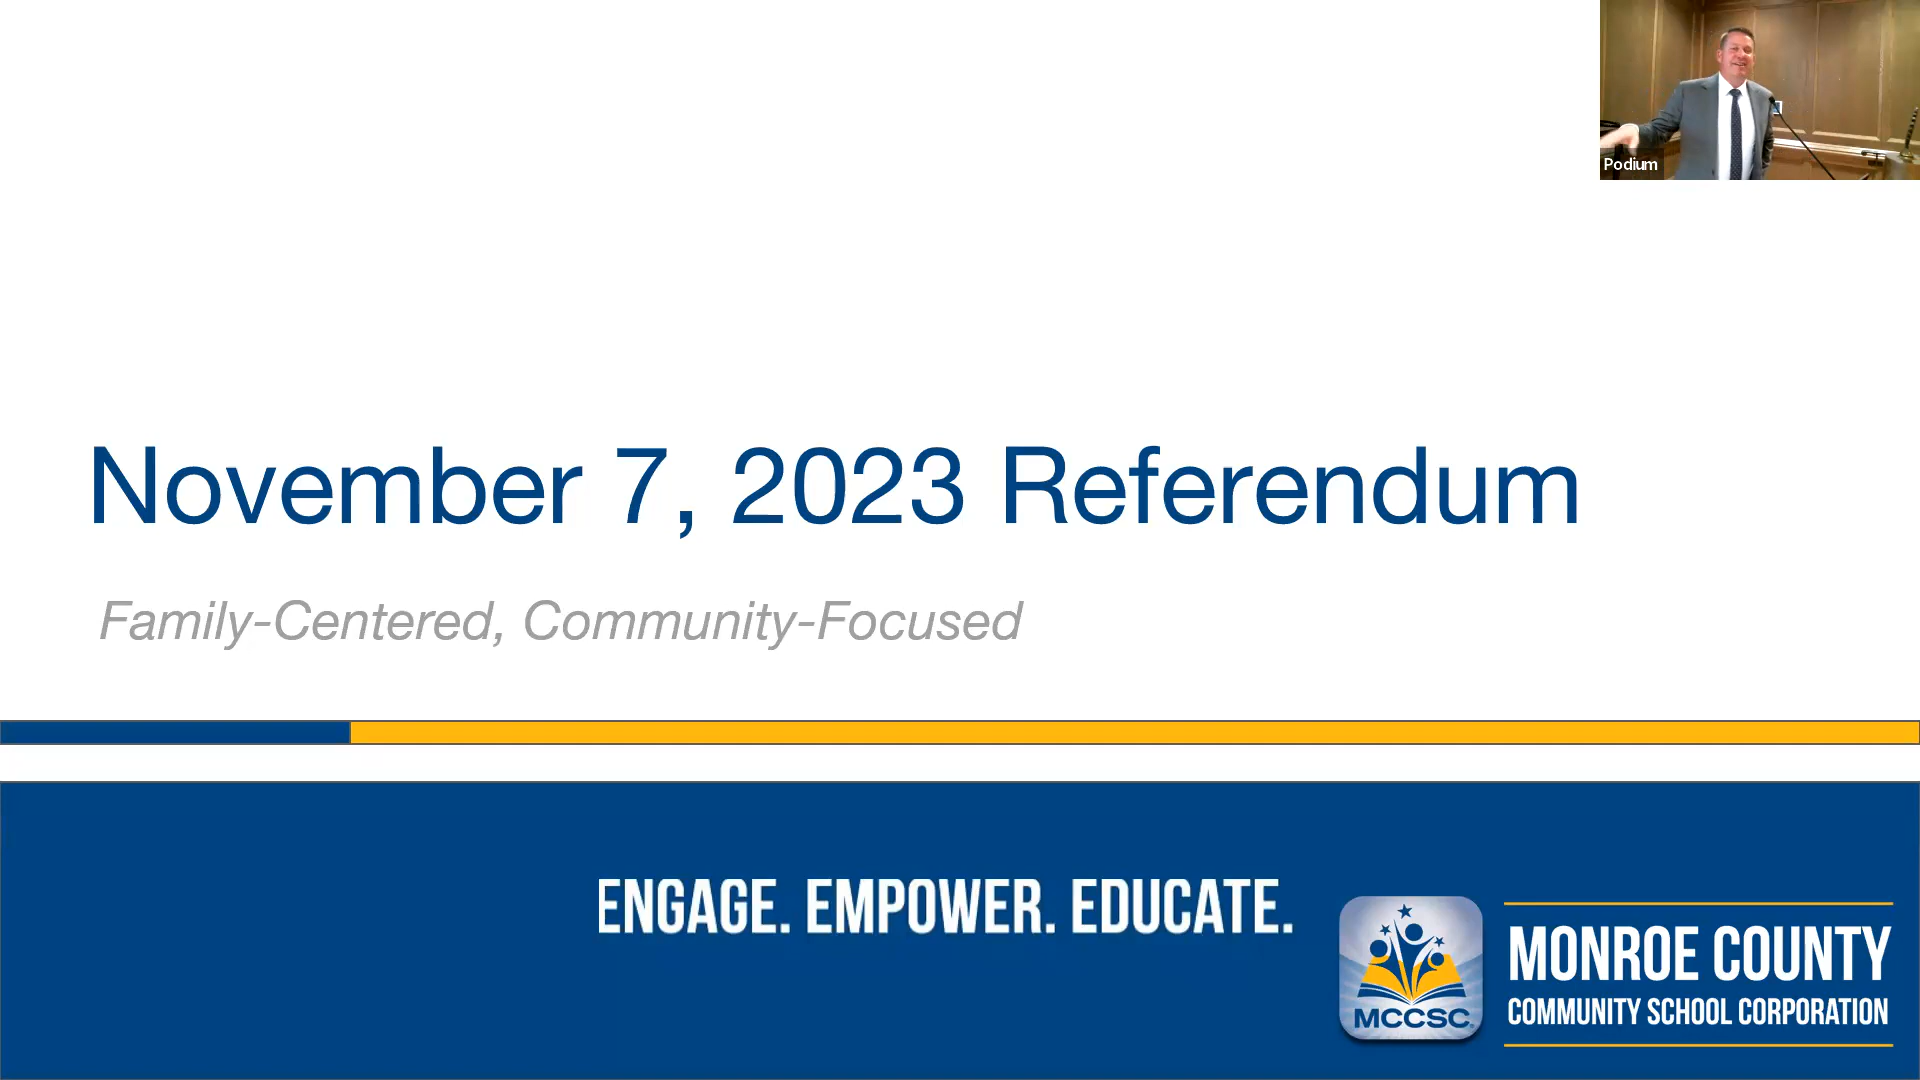 Podium
November 7, 2023 Referendum
Family-Centered, Community-Focused
ENGAGE. EMPOWER. EDUCATE.
MCCSC
MONROE COUNTY
COMMUNITY SCHOOL CORPORATION